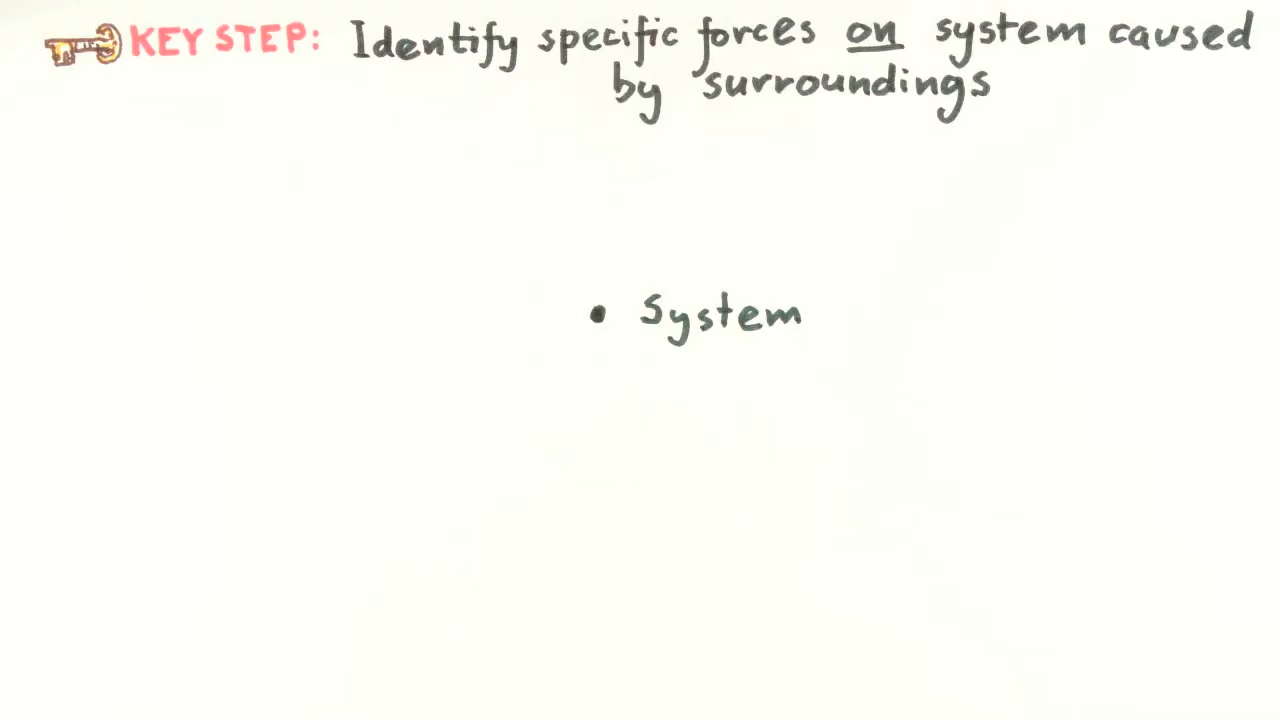 KEY STEP: Identify specific forces on system caused
by surroundings
System